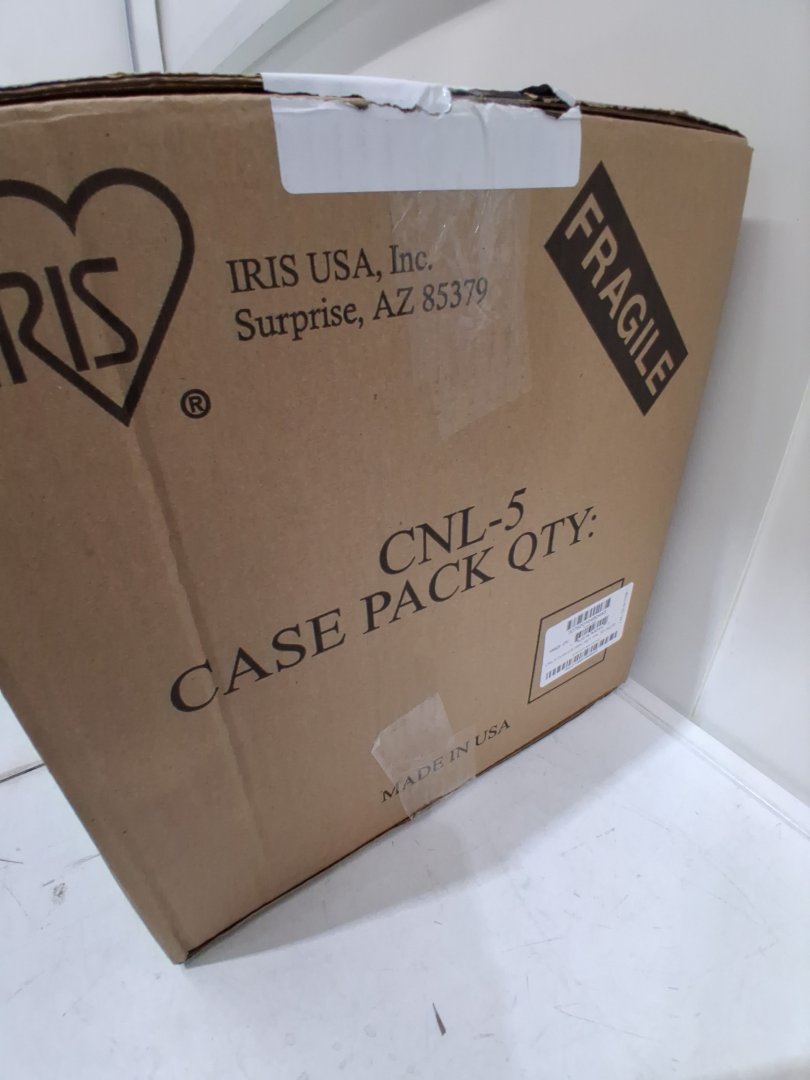 IRIS
®
IRIS USA, Inc.
Surprise, AZ 85379
FRAGILE
CNL-5
CASE PACK QTY:
MADE IN USA